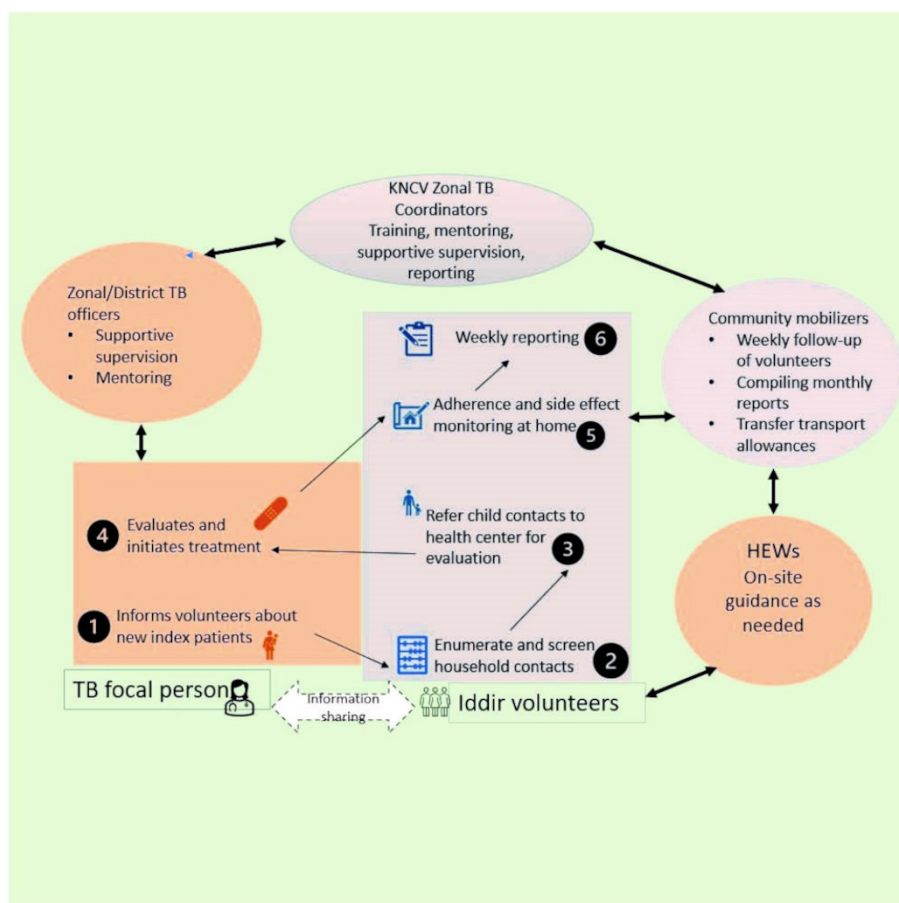 KNCV Zonal TB
Coordinators
Training, mentoring,
supportive supervision,
reporting
Zonal/District TB
officers
• Supportive
supervision
• Mentoring
Community mobilizers
• Weekly follow-up
of volunteers
• Compiling monthly
reports
• Transfer transport
allowances
Weekly reporting 6
Adherence and side effect
monitoring at home 5
4 Evaluates and
initiates treatment
Refer child contacts to
health center for
evaluation 3
HEWs
On-site
guidance as
needed
1 Informs volunteers about
new index patients
Enumerate and screen
household contacts 2
TB focal person
Information
sharing
Iddir volunteers